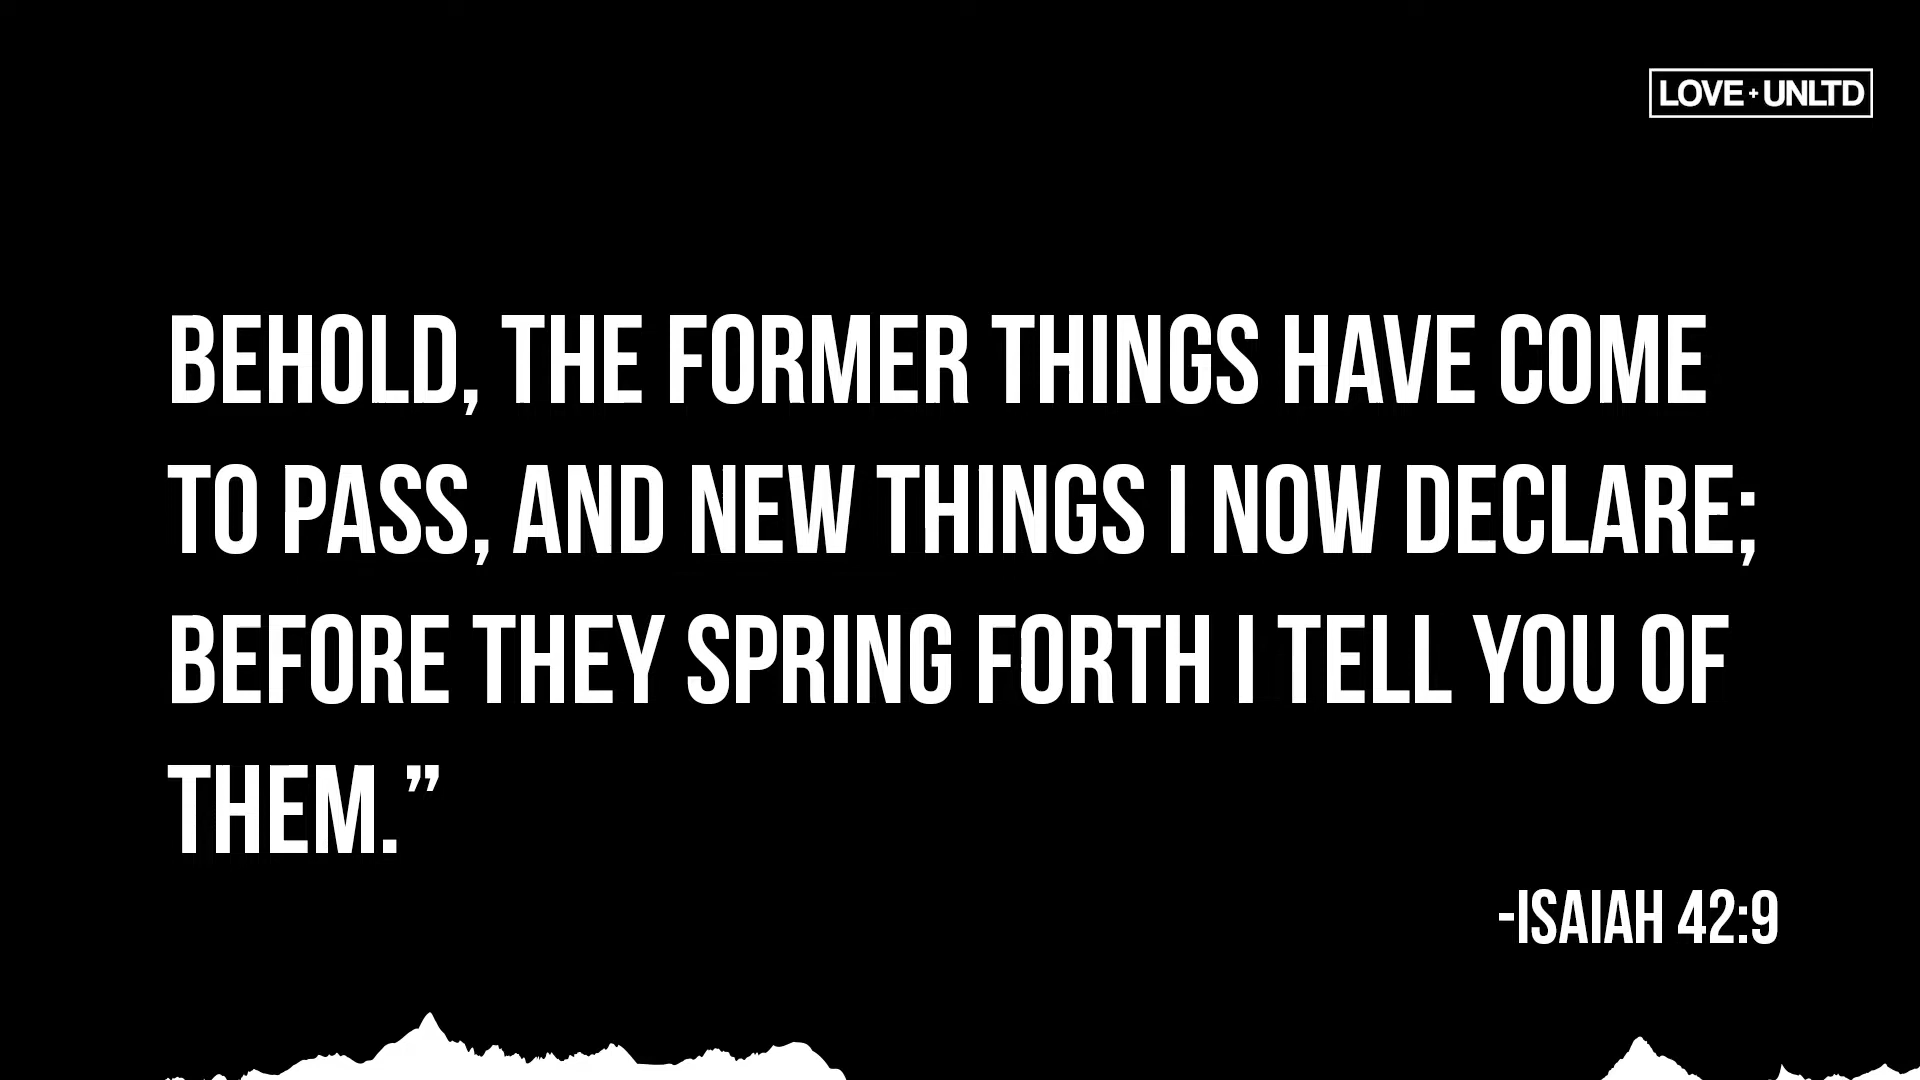 LOVE + UNLTD
BEHOLD, THE FORMER THINGS HAVE COME
TO PASS, AND NEW THINGS I NOW DECLARE;
BEFORE THEY SPRING FORTH I TELL YOU OF
THEM.”
-ISAIAH 42:9